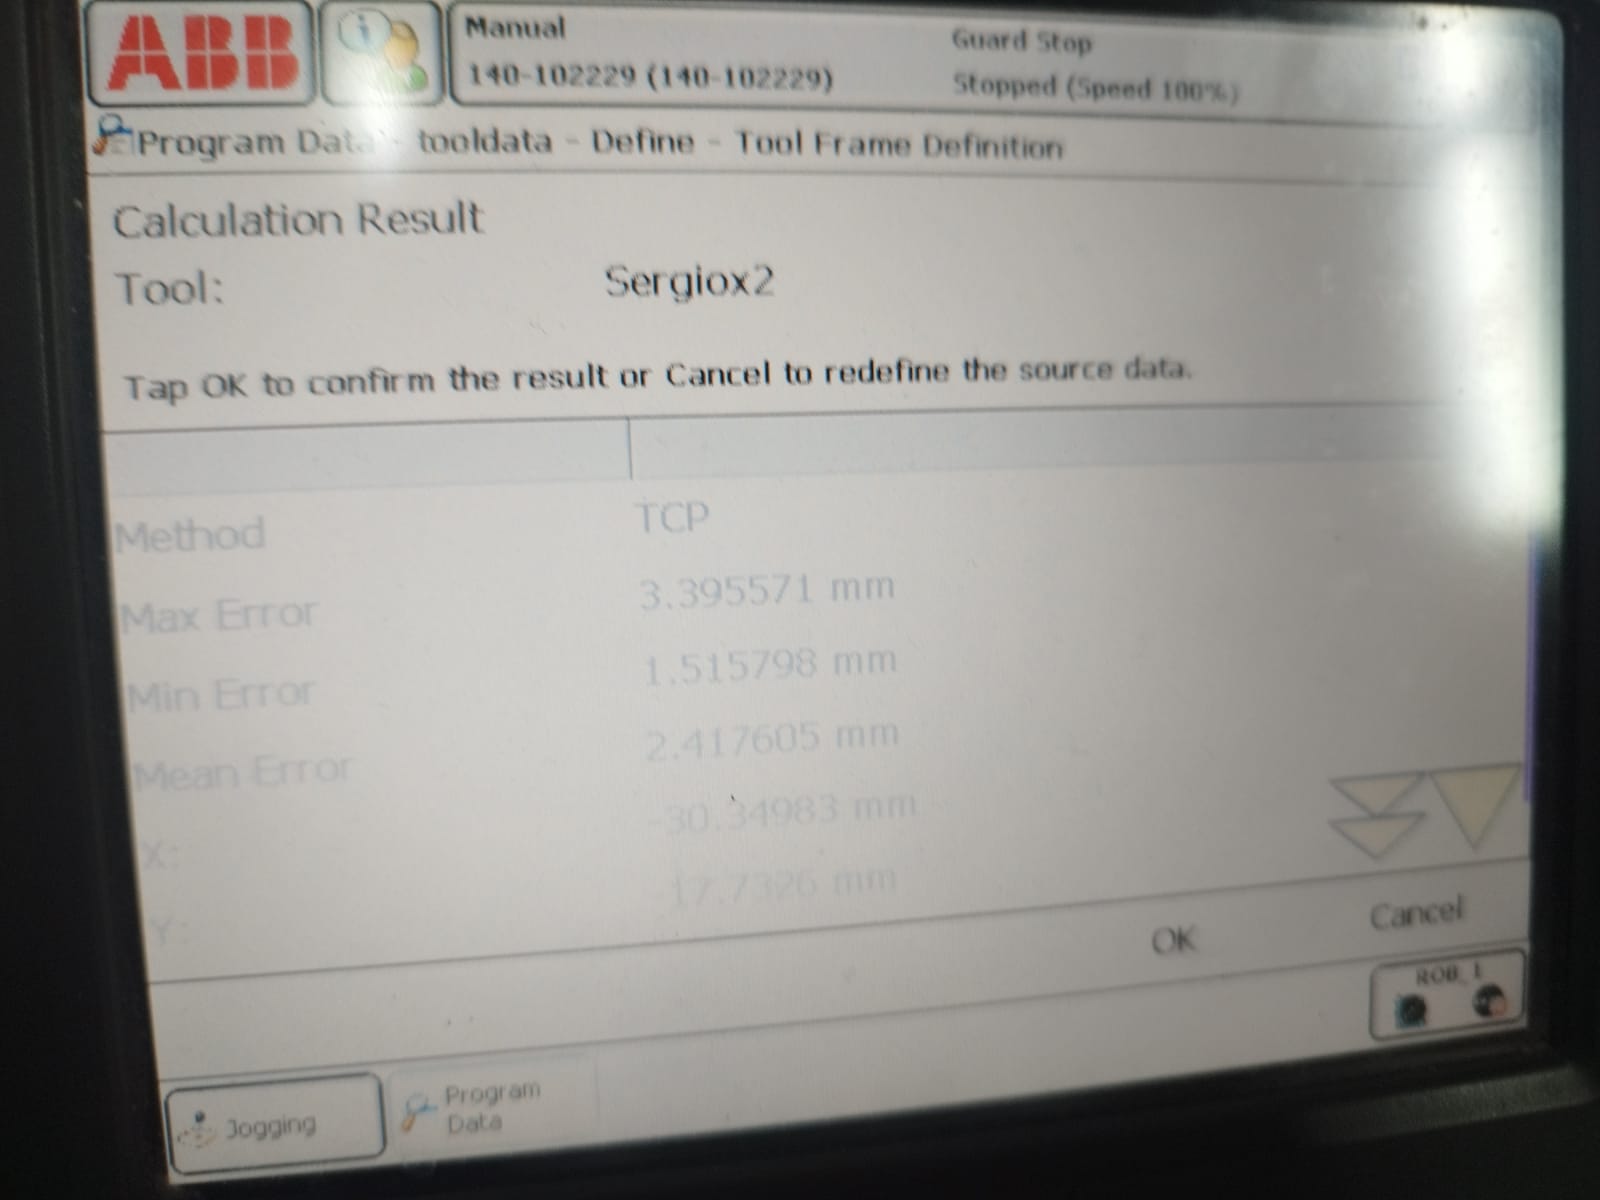 ABB
Manual
140-102229 (140-102229)
Guard Stop
Stopped (Speed 100%)
Program Data - tooldata - Define - Tool Frame Definition
Calculation Result
Tool: Sergiox2
Tap OK to confirm the result or Cancel to redefine the source data.
Method TCP
Max Error 3.395571 mm
Min Error 1.515798 mm
Mean Error 2.417605 mm
X: -30.34983 mm
Y: -17.7326 mm
OK Cancel
ROB_1
Jogging
Program
Data